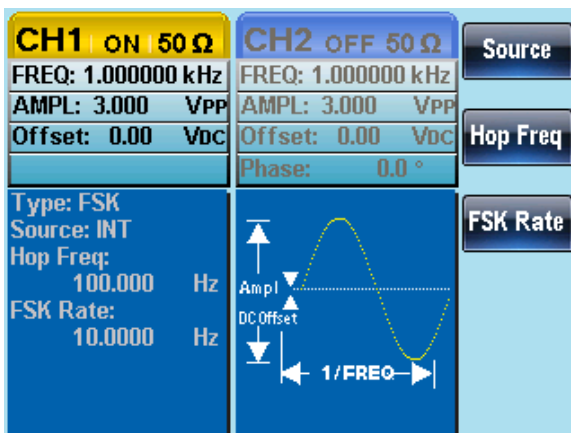 CH1 ON 50 Ω
FREQ: 1.000000 kHz
AMPL: 3.000 VPP
Offset: 0.00 VDC
CH2 OFF 50 Ω
FREQ: 1.000000 kHz
AMPL: 3.000 VPP
Offset: 0.00 VDC
Phase: 0.0 °
Type: FSK
Source: INT
Hop Freq:
100.000 Hz
FSK Rate:
10.0000 Hz
Ampl
DC Offset
1/FREQ
Source
Hop Freq
FSK Rate